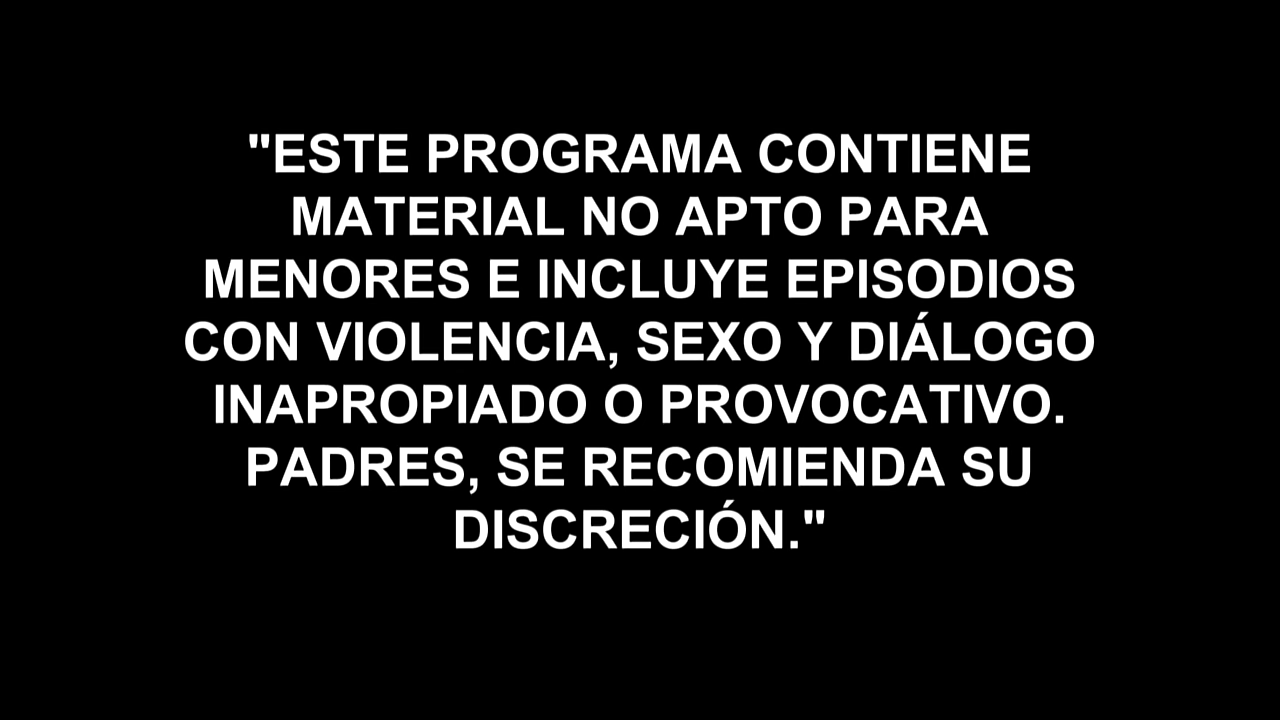 "ESTE PROGRAMA CONTIENE
MATERIAL NO APTO PARA
MENORES E INCLUYE EPISODIOS
CON VIOLENCIA, SEXO Y DIÁLOGO
INAPROPIADO O PROVOCATIVO.
PADRES, SE RECOMIENDA SU
DISCRECIÓN."